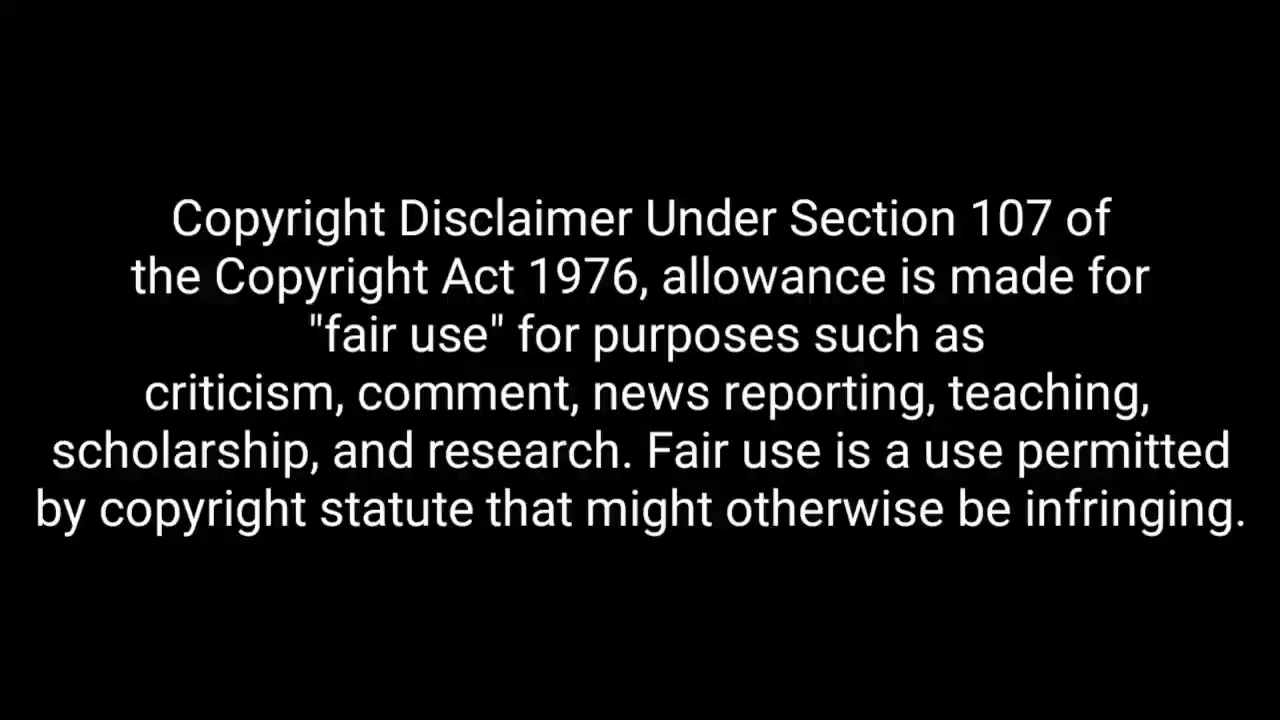 Copyright Disclaimer Under Section 107 of
the Copyright Act 1976, allowance is made for
"fair use" for purposes such as
criticism, comment, news reporting, teaching,
scholarship, and research. Fair use is a use permitted
by copyright statute that might otherwise be infringing.